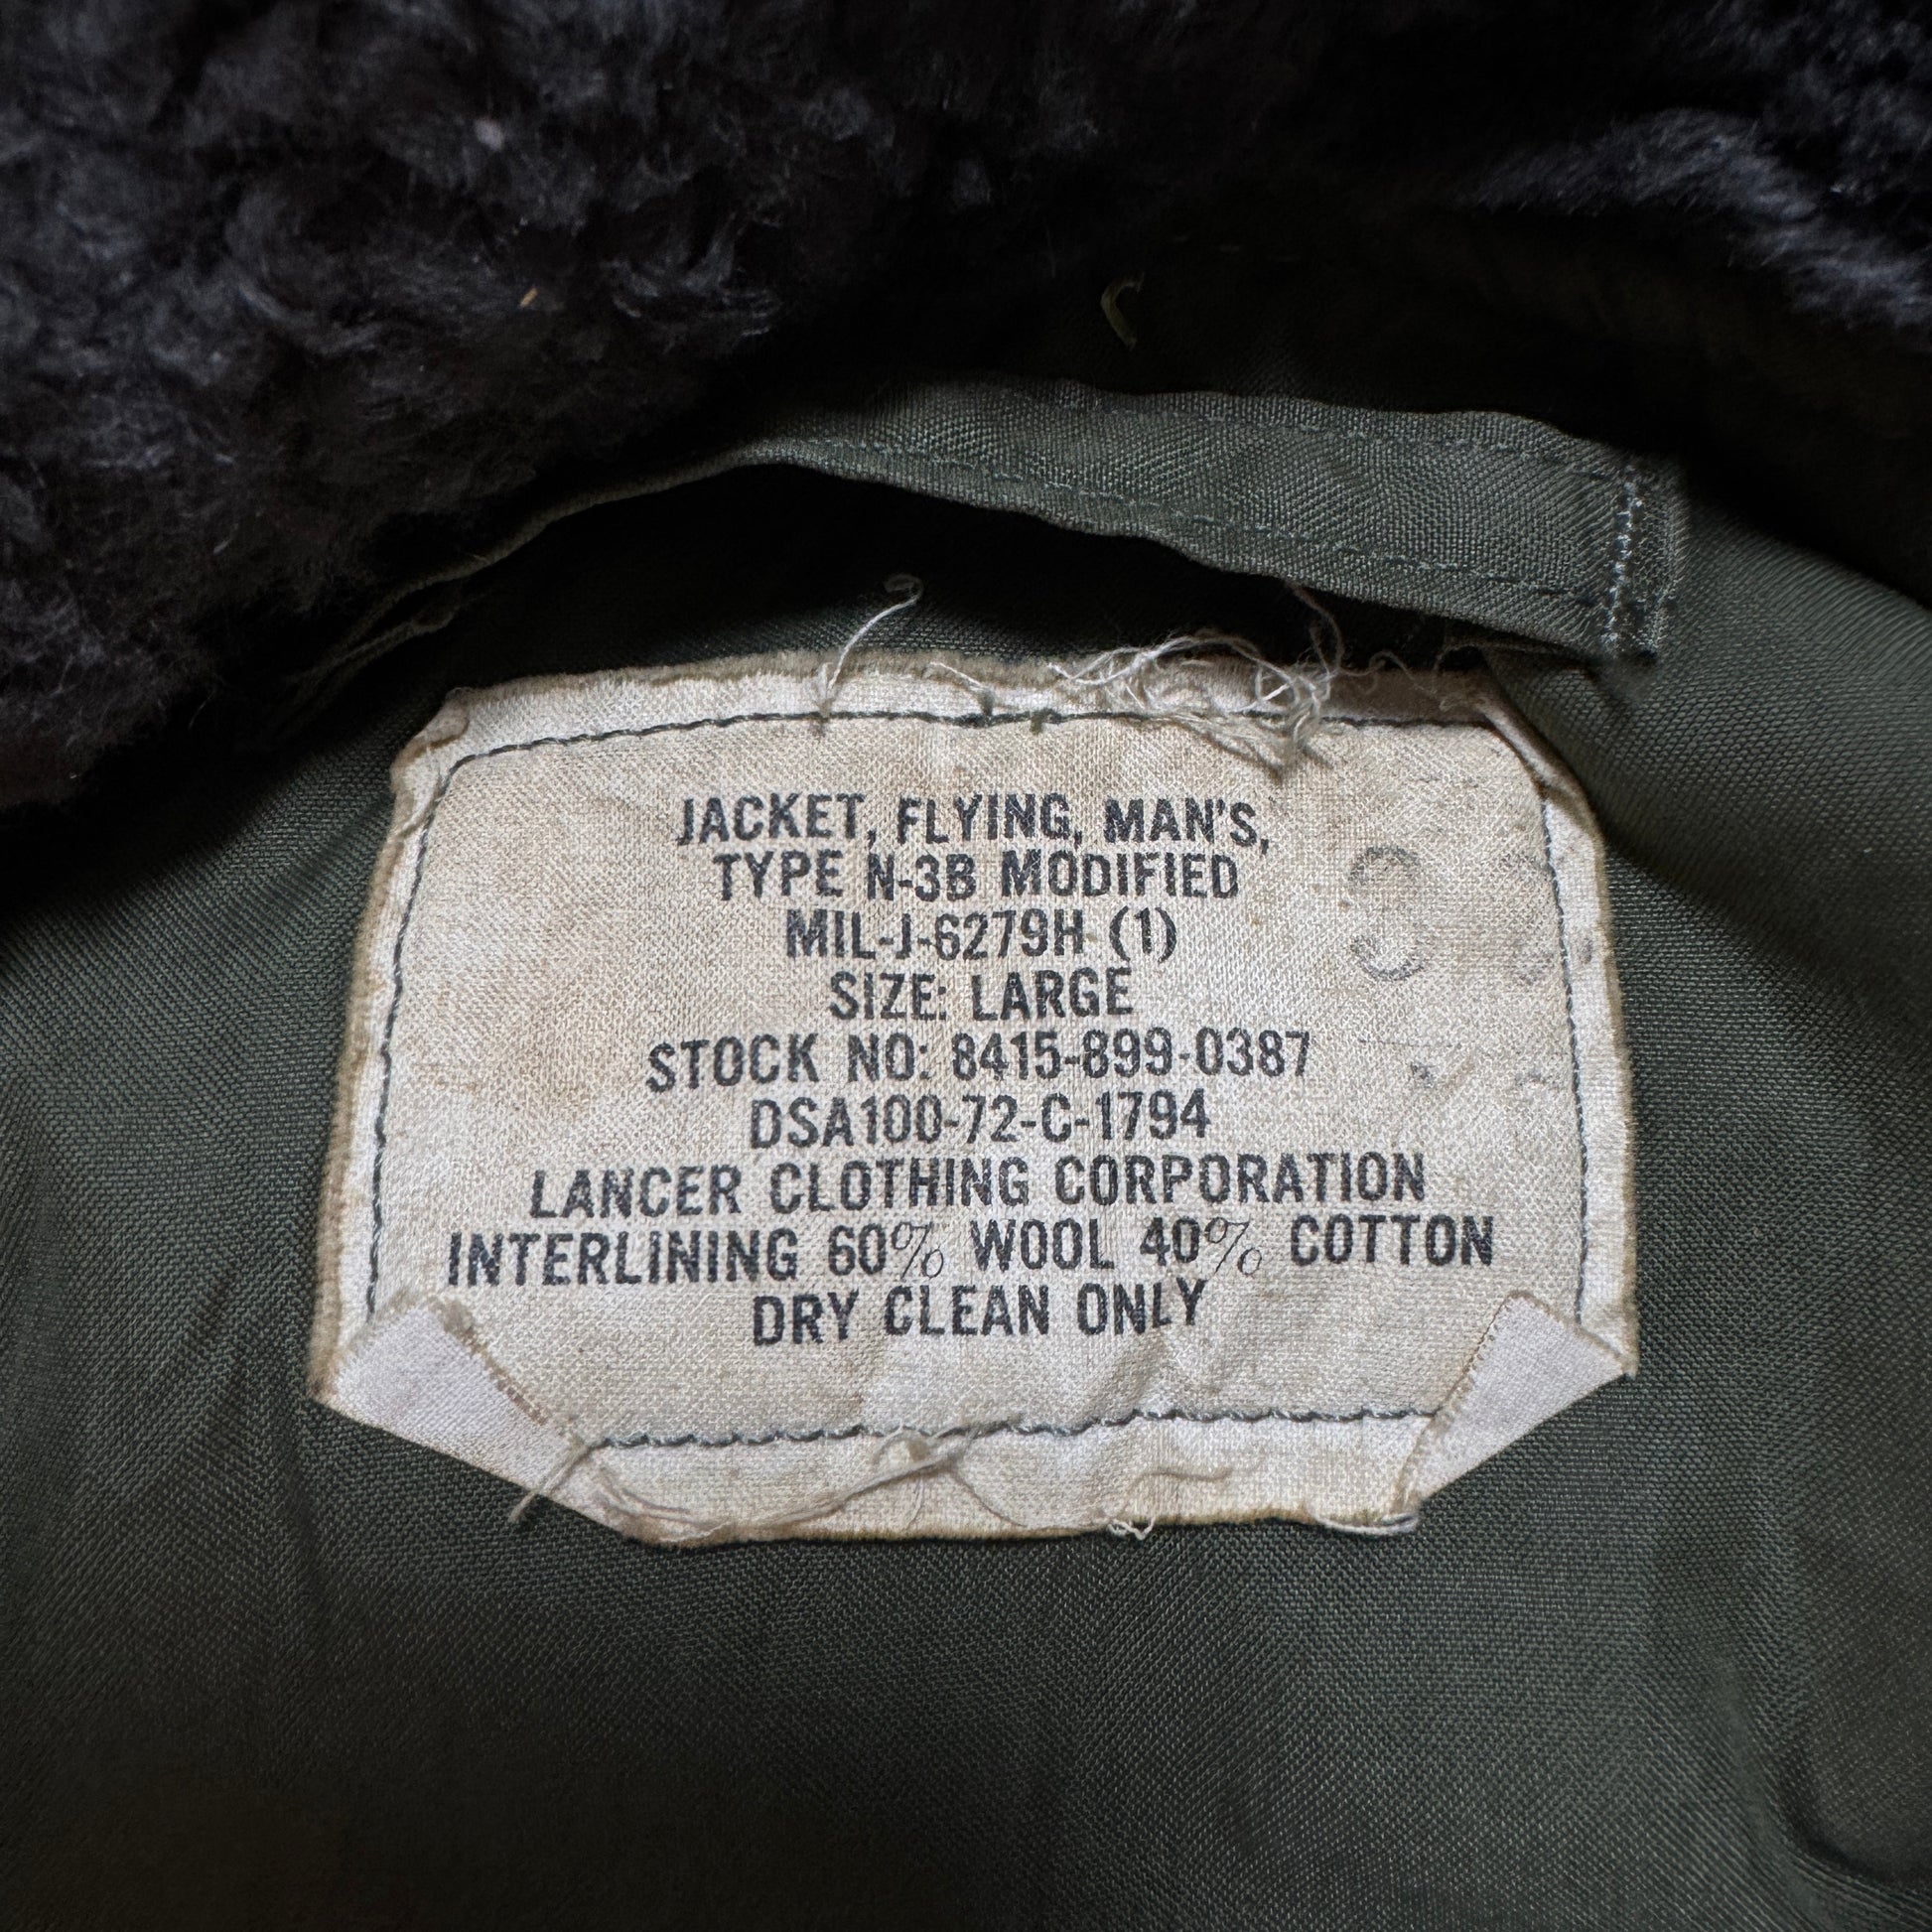 JACKET, FLYING, MAN'S,
TYPE N-3B MODIFIED
MIL-J-6279H (1)
SIZE: LARGE
STOCK NO: 8415-899-0387
DSA100-72-C-1794
LANCER CLOTHING CORPORATION
INTERLINING 60% WOOL 40% COTTON
DRY CLEAN ONLY